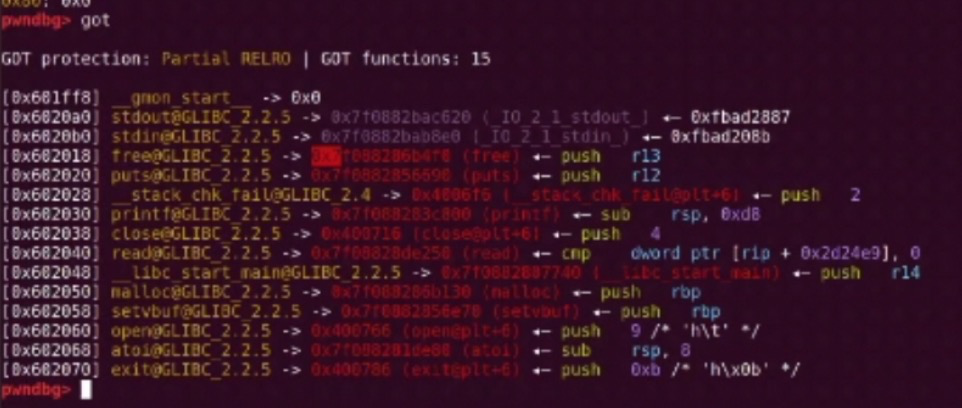 0x80: 0x0
pwndbg> got
GOT protection: Partial RELRO | GOT functions: 15
[0x601ff8] __gmon_start__ -> 0x0
[0x6020a0] stdout@GLIBC_2.2.5 -> 0x7f0882bac620 (_IO_2_1_stdout_) ← 0xfbad2887
[0x6020b0] stdin@GLIBC_2.2.5 -> 0x7f0882bab8e0 (_IO_2_1_stdin_) ← 0xfbad208b
[0x602018] free@GLIBC_2.2.5 -> 0x7f088286b4f0 (free) ← push r13
[0x602020] puts@GLIBC_2.2.5 -> 0x7f0882856690 (puts) ← push r12
[0x602028] __stack_chk_fail@GLIBC_2.4 -> 0x4006f6 (__stack_chk_fail@plt+6) ← push 2
[0x602030] printf@GLIBC_2.2.5 -> 0x7f088283c800 (printf) ← sub rsp, 0xd8
[0x602038] close@GLIBC_2.2.5 -> 0x400716 (close@plt+6) ← push 4
[0x602040] read@GLIBC_2.2.5 -> 0x7f08828de250 (read) ← cmp dword ptr [rip + 0x2d24e9], 0
[0x602048] __libc_start_main@GLIBC_2.2.5 -> 0x7f0882807740 (__libc_start_main) ← push r14
[0x602050] malloc@GLIBC_2.2.5 -> 0x7f088286b130 (malloc) ← push rbp
[0x602058] setvbuf@GLIBC_2.2.5 -> 0x7f0882856e70 (setvbuf) ← push rbp
[0x602060] open@GLIBC_2.2.5 -> 0x400766 (open@plt+6) ← push 9 /* 'h\t' */
[0x602068] atoi@GLIBC_2.2.5 -> 0x7f088281de80 (atoi) ← sub rsp, 8
[0x602070] exit@GLIBC_2.2.5 -> 0x400786 (exit@plt+6) ← push 0xb /* 'h\x0b' */
pwndbg>